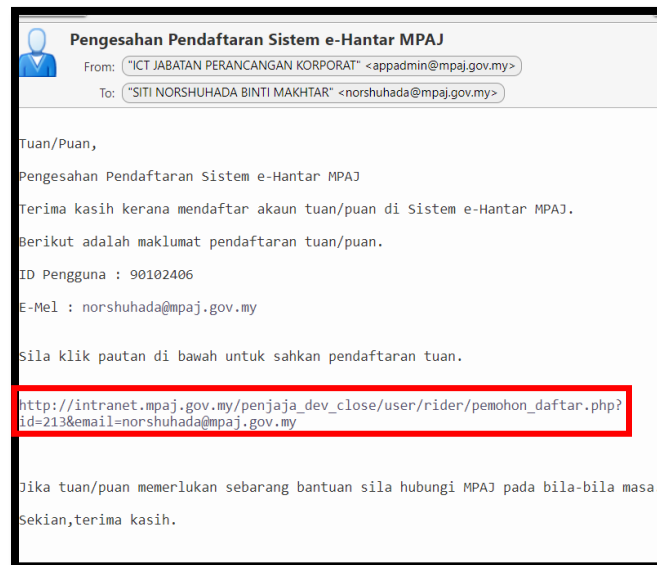 Pengesahan Pendaftaran Sistem e-Hantar MPAJ
From: "ICT JABATAN PERANCANGAN KORPORAT" <appadmin@mpaj.gov.my>
To: "SITI NORSHUHADA BINTI MAKHTAR" <norshuhada@mpaj.gov.my>
Tuan/Puan,
Pengesahan Pendaftaran Sistem e-Hantar MPAJ
Terima kasih kerana mendaftar akaun tuan/puan di Sistem e-Hantar MPAJ.
Berikut adalah maklumat pendaftaran tuan/puan.
ID Pengguna : 90102406
E-Mel : norshuhada@mpaj.gov.my
Sila klik pautan di bawah untuk sahkan pendaftaran tuan.
http://intranet.mpaj.gov.my/penjaja_dev_close/user/rider/pemohon_daftar.php?
id=213&email=norshuhada@mpaj.gov.my
Jika tuan/puan memerlukan sebarang bantuan sila hubungi MPAJ pada bila-bila masa
Sekian,terima kasih.